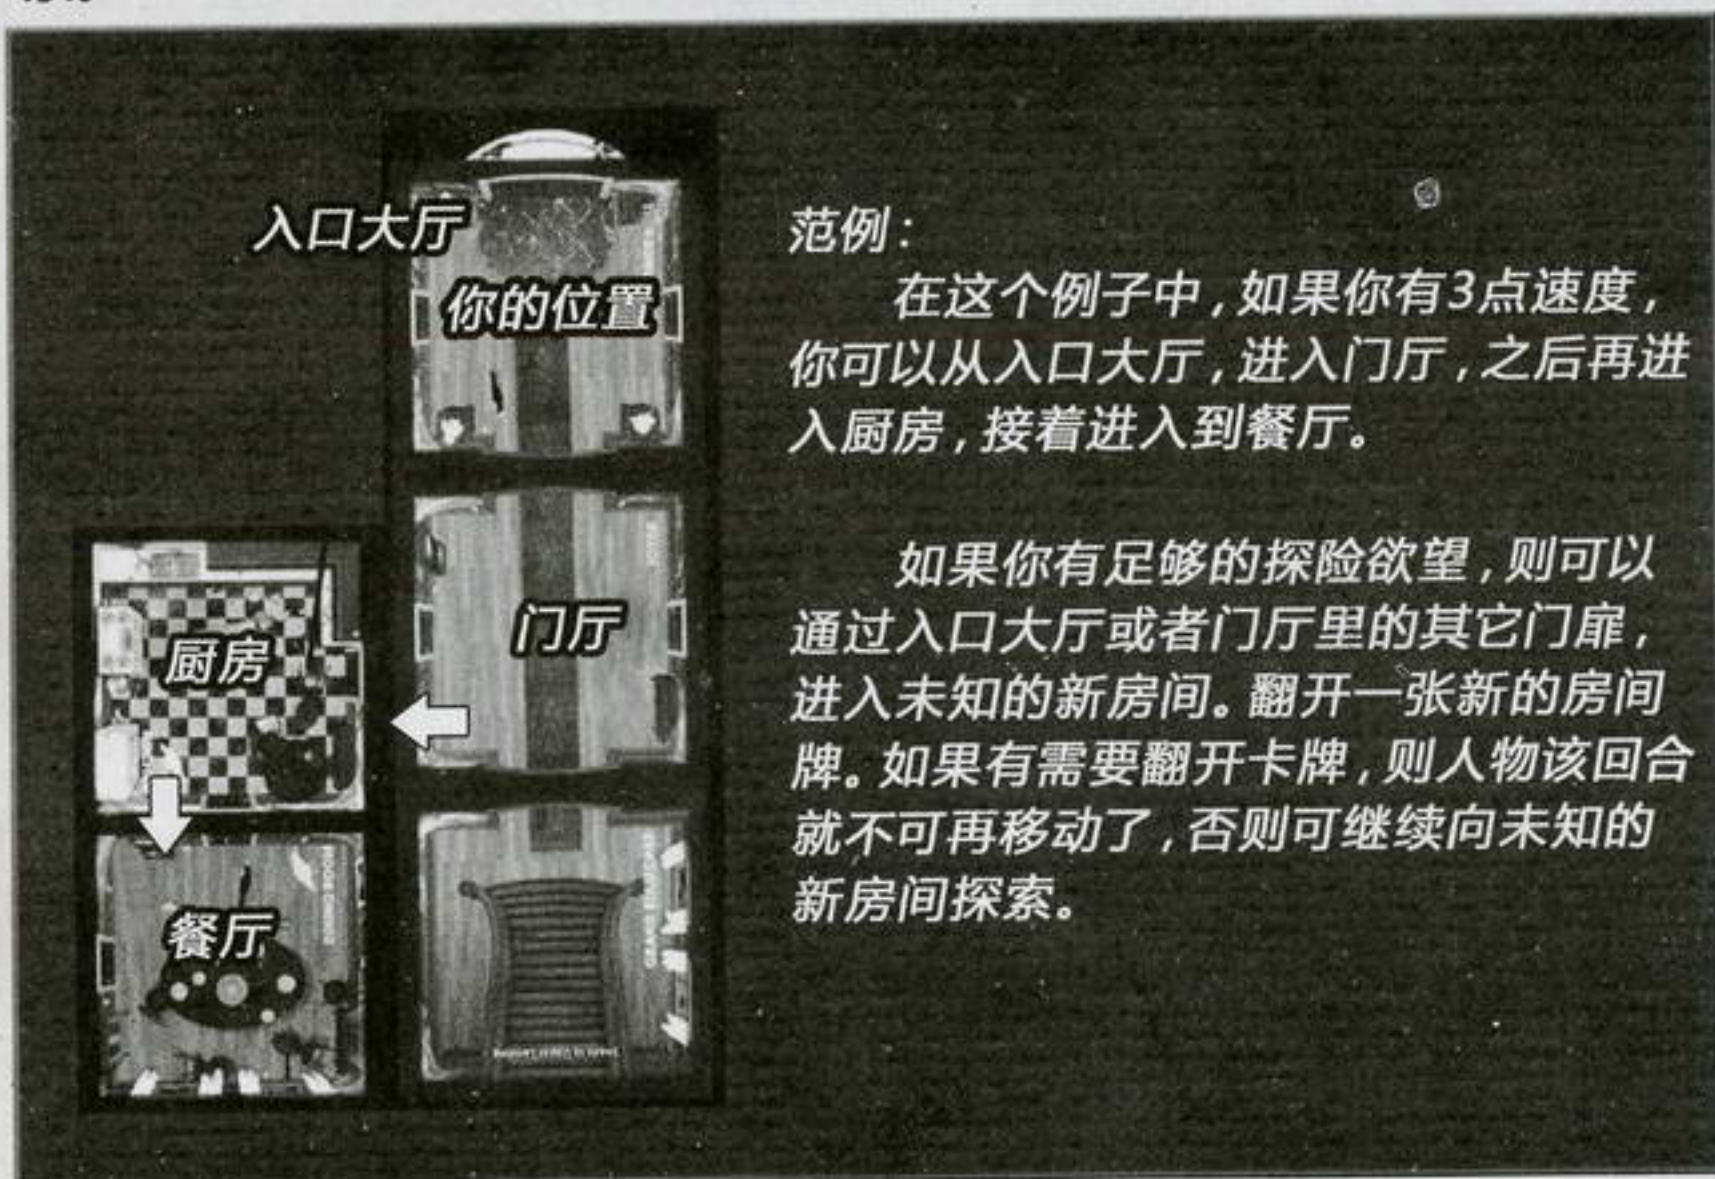 入口大厅
你的位置
门厅
厨房
餐厅
范例：
在这个例子中，如果你有3点速度，
你可以从入口大厅，进入门厅，之后再进
入厨房，接着进入到餐厅。
如果你有足够的探险欲望，则可以
通过入口大厅或者门厅里的其它门扉，
进入未知的新房间。翻开一张新的房间
牌。如果有需要翻开卡牌，则人物该回合
就不可再移动了，否则可继续向未知的
新房间探索。